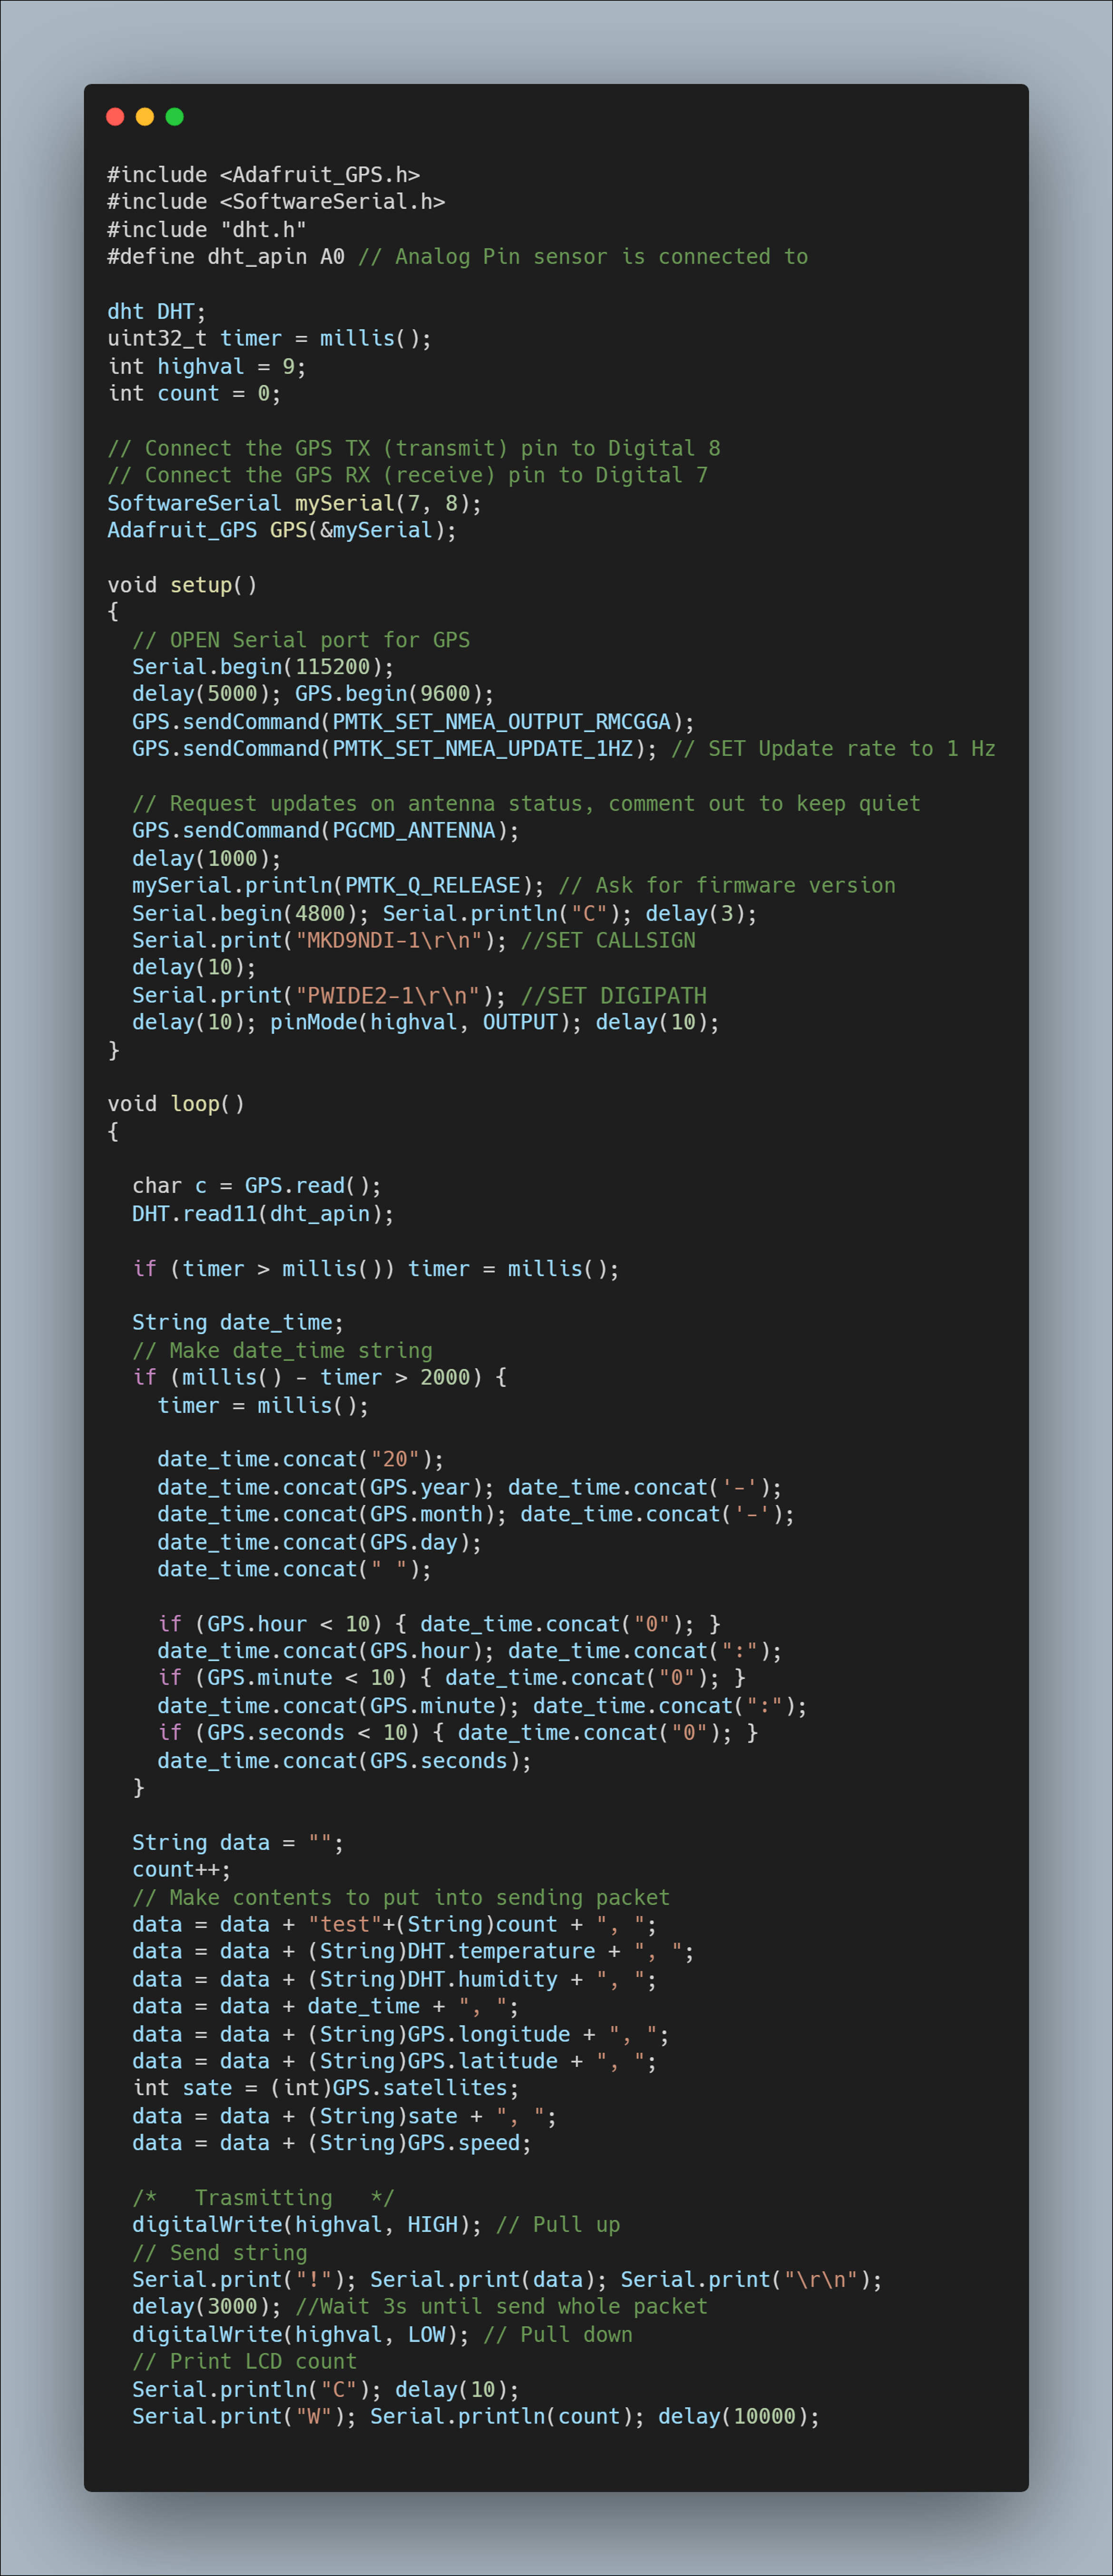 #include <Adafruit_GPS.h>
#include <SoftwareSerial.h>
#include "dht.h"
#define dht_apin A0 // Analog Pin sensor is connected to

dht DHT;
uint32_t timer = millis();
int highval = 9;
int count = 0;

// Connect the GPS TX (transmit) pin to Digital 8
// Connect the GPS RX (receive) pin to Digital 7
SoftwareSerial mySerial(7, 8);
Adafruit_GPS GPS(&mySerial);

void setup()
{
  // OPEN Serial port for GPS
  Serial.begin(115200);
  delay(5000); GPS.begin(9600);
  GPS.sendCommand(PMTK_SET_NMEA_OUTPUT_RMCGGA);
  GPS.sendCommand(PMTK_SET_NMEA_UPDATE_1HZ); // SET Update rate to 1 Hz

  // Request updates on antenna status, comment out to keep quiet
  GPS.sendCommand(PGCMD_ANTENNA);
  delay(1000);
  mySerial.println(PMTK_Q_RELEASE); // Ask for firmware version
  Serial.begin(4800); Serial.println("C"); delay(3);
  Serial.print("MKD9NDI-1\r\n"); //SET CALLSIGN
  delay(10);
  Serial.print("PWIDE2-1\r\n"); //SET DIGIPATH
  delay(10); pinMode(highval, OUTPUT); delay(10);
}

void loop()
{

  char c = GPS.read();
  DHT.read11(dht_apin);

  if (timer > millis()) timer = millis();

  String date_time;
  // Make date_time string
  if (millis() - timer > 2000) {
    timer = millis();

    date_time.concat("20");
    date_time.concat(GPS.year); date_time.concat('-');
    date_time.concat(GPS.month); date_time.concat('-');
    date_time.concat(GPS.day);
    date_time.concat(" ");

    if (GPS.hour < 10) { date_time.concat("0"); }
    date_time.concat(GPS.hour); date_time.concat(":");
    if (GPS.minute < 10) { date_time.concat("0"); }
    date_time.concat(GPS.minute); date_time.concat(":");
    if (GPS.seconds < 10) { date_time.concat("0"); }
    date_time.concat(GPS.seconds);
  }

  String data = "";
  count++;
  // Make contents to put into sending packet
  data = data + "test"+(String)count + ", ";
  data = data + (String)DHT.temperature + ", ";
  data = data + (String)DHT.humidity + ", ";
  data = data + date_time + ", ";
  data = data + (String)GPS.longitude + ", ";
  data = data + (String)GPS.latitude + ", ";
  int sate = (int)GPS.satellites;
  data = data + (String)sate + ", ";
  data = data + (String)GPS.speed;

  /*   Trasmitting   */
  digitalWrite(highval, HIGH); // Pull up
  // Send string
  Serial.print("!"); Serial.print(data); Serial.print("\r\n");
  delay(3000); //Wait 3s until send whole packet
  digitalWrite(highval, LOW); // Pull down
  // Print LCD count
  Serial.println("C"); delay(10);
  Serial.print("W"); Serial.println(count); delay(10000);